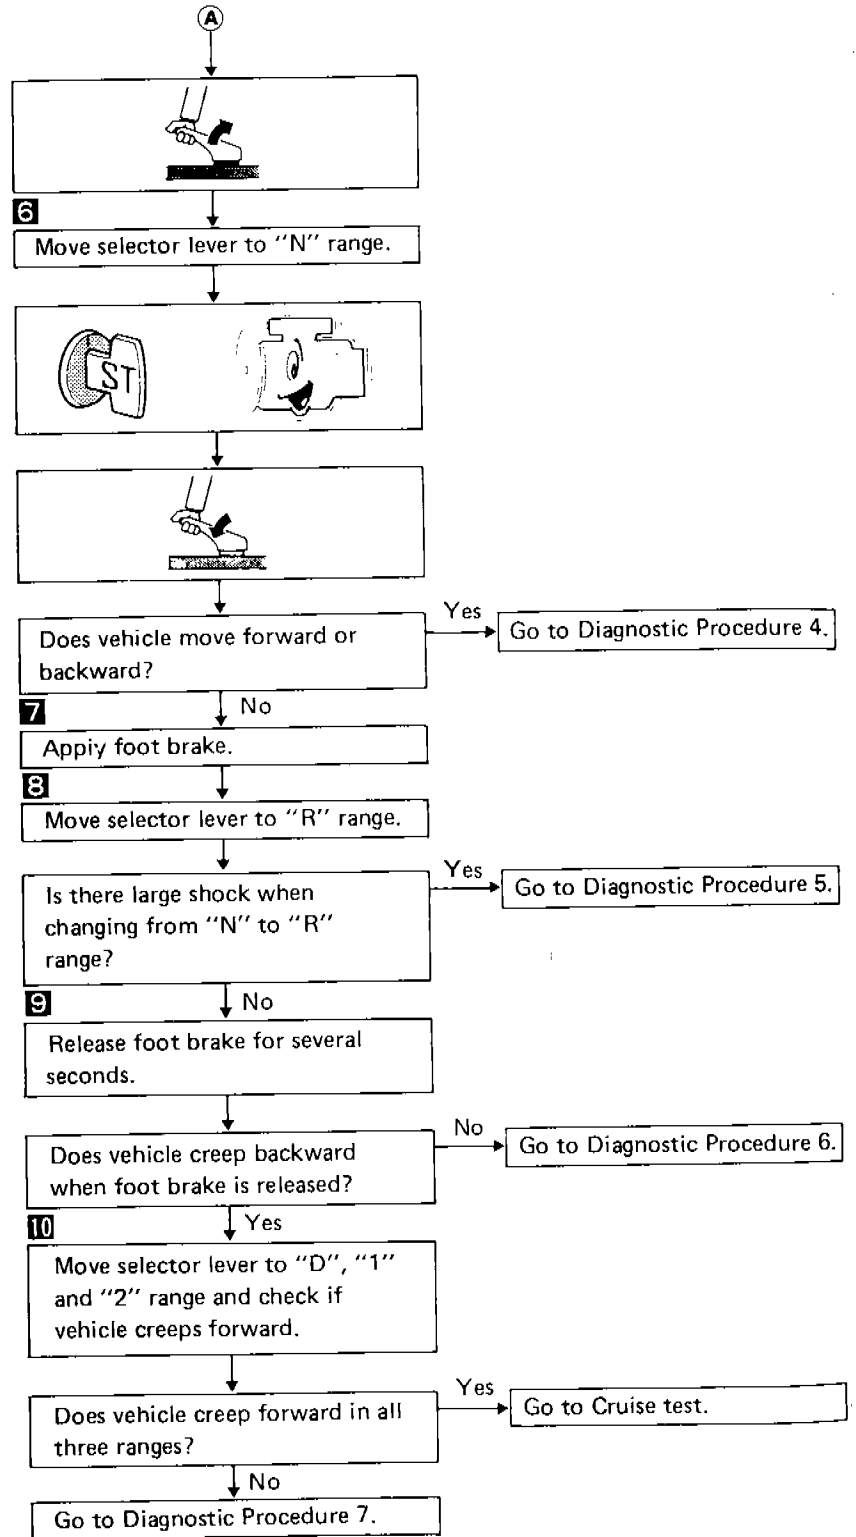 A
6
Move selector lever to “N” range.
ST
Does vehicle move forward or
backward?
Yes
Go to Diagnostic Procedure 4.
No
7
Appiy foot brake.
8
Move selector lever to “R” range.
Is there large shock when
changing from “N” to “R”
range?
Yes
Go to Diagnostic Procedure 5.
No
9
Release foot brake for several
seconds.
Does vehicle creep backward
when foot brake is released?
No
Go to Diagnostic Procedure 6.
Yes
10
Move selector lever to “D”, “1”
and “2” range and check if
vehicle creeps forward.
Does vehicle creep forward in all
three ranges?
Yes
Go to Cruise test.
No
Go to Diagnostic Procedure 7.